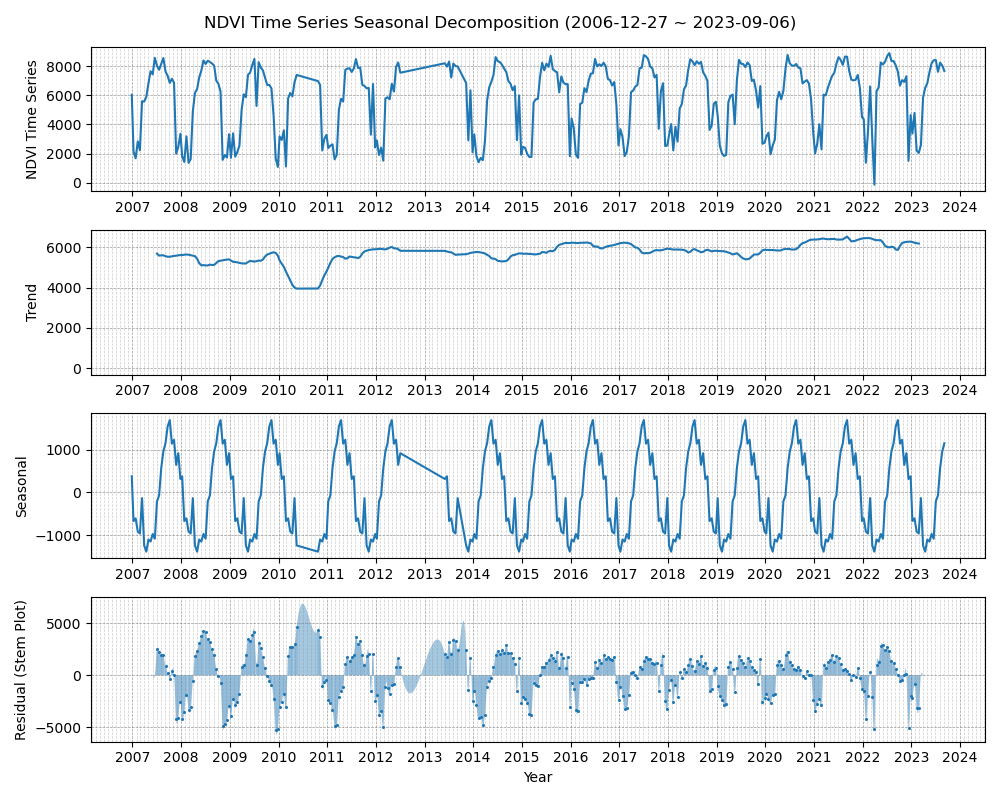 NDVI Time Series Seasonal Decomposition (2006-12-27 ~ 2023-09-06)
NDVI Time Series
8000
6000
4000
2000
0
2007 2008 2009 2010 2011 2012 2013 2014 2015 2016 2017 2018 2019 2020 2021 2022 2023 2024
Trend
6000
4000
2000
0
2007 2008 2009 2010 2011 2012 2013 2014 2015 2016 2017 2018 2019 2020 2021 2022 2023 2024
Seasonal
1000
0
−1000
2007 2008 2009 2010 2011 2012 2013 2014 2015 2016 2017 2018 2019 2020 2021 2022 2023 2024
Residual (Stem Plot)
5000
0
−5000
2007 2008 2009 2010 2011 2012 2013 2014 2015 2016 2017 2018 2019 2020 2021 2022 2023 2024
Year